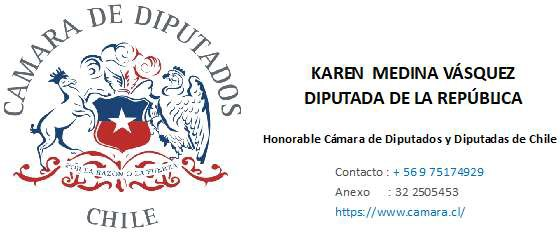 CAMARA DE DIPUTADOS
POR LA RAZON O LA FUERZA
CHILE
KAREN MEDINA VÁSQUEZ
DIPUTADA DE LA REPÚBLICA
Honorable Cámara de Diputados y Diputadas de Chile
Contacto : + 56 9 75174929
Anexo : 32 2505453
https://www.camara.cl/